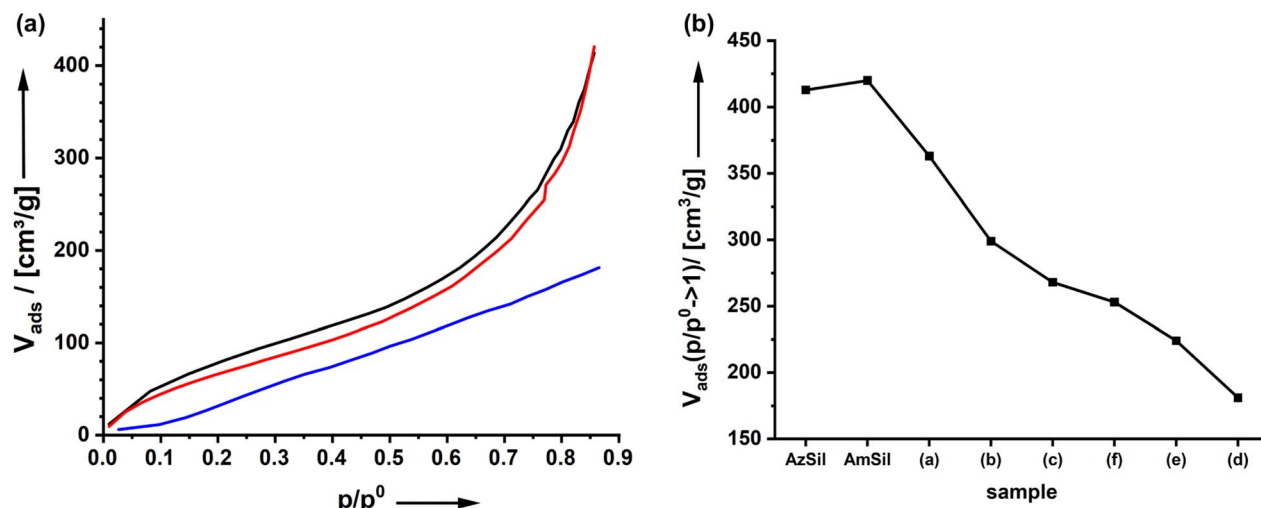 (a)
V_ads / [cm³/g]
400
300
200
100
0
0.0 0.1 0.2 0.3 0.4 0.5 0.6 0.7 0.8 0.9
p/p⁰
(b)
V_ads(p/p⁰->1)/ [cm³/g]
450
400
350
300
250
200
150
AzSil AmSil (a) (b) (c) (f) (e) (d)
sample